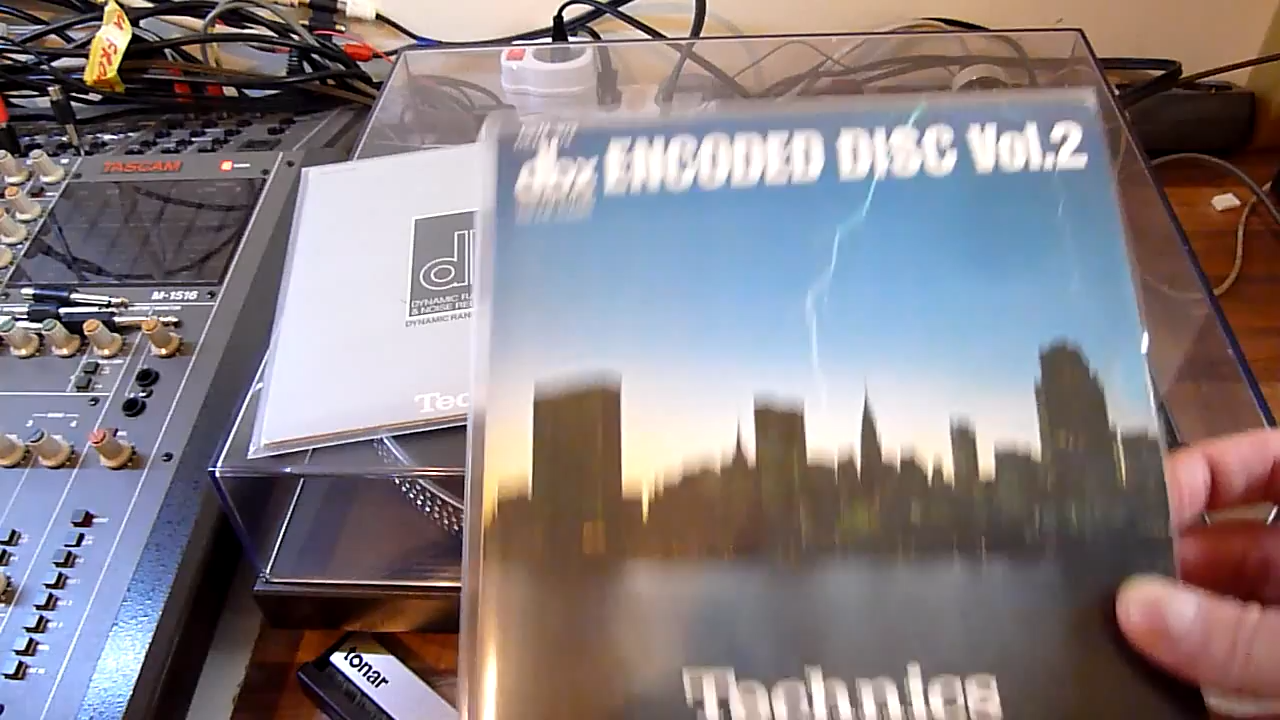 TASCAM
M-1516
d
DYNAMIC RA
& NOISE RE
DYNAMIC RAN
Tec
dbx ENCODED DISC Vol.2
Technics
tonar